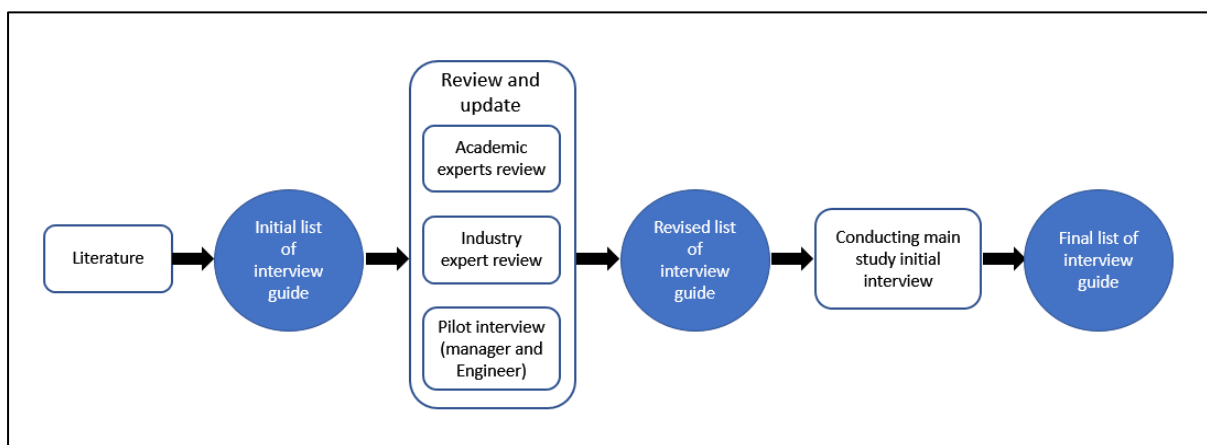 Literature
Initial list
of
interview
guide
Review and
update
Academic
experts review
Industry
expert review
Pilot interview
(manager and
Engineer)
Revised list
of
interview
guide
Conducting main
study initial
interview
Final list of
interview
guide